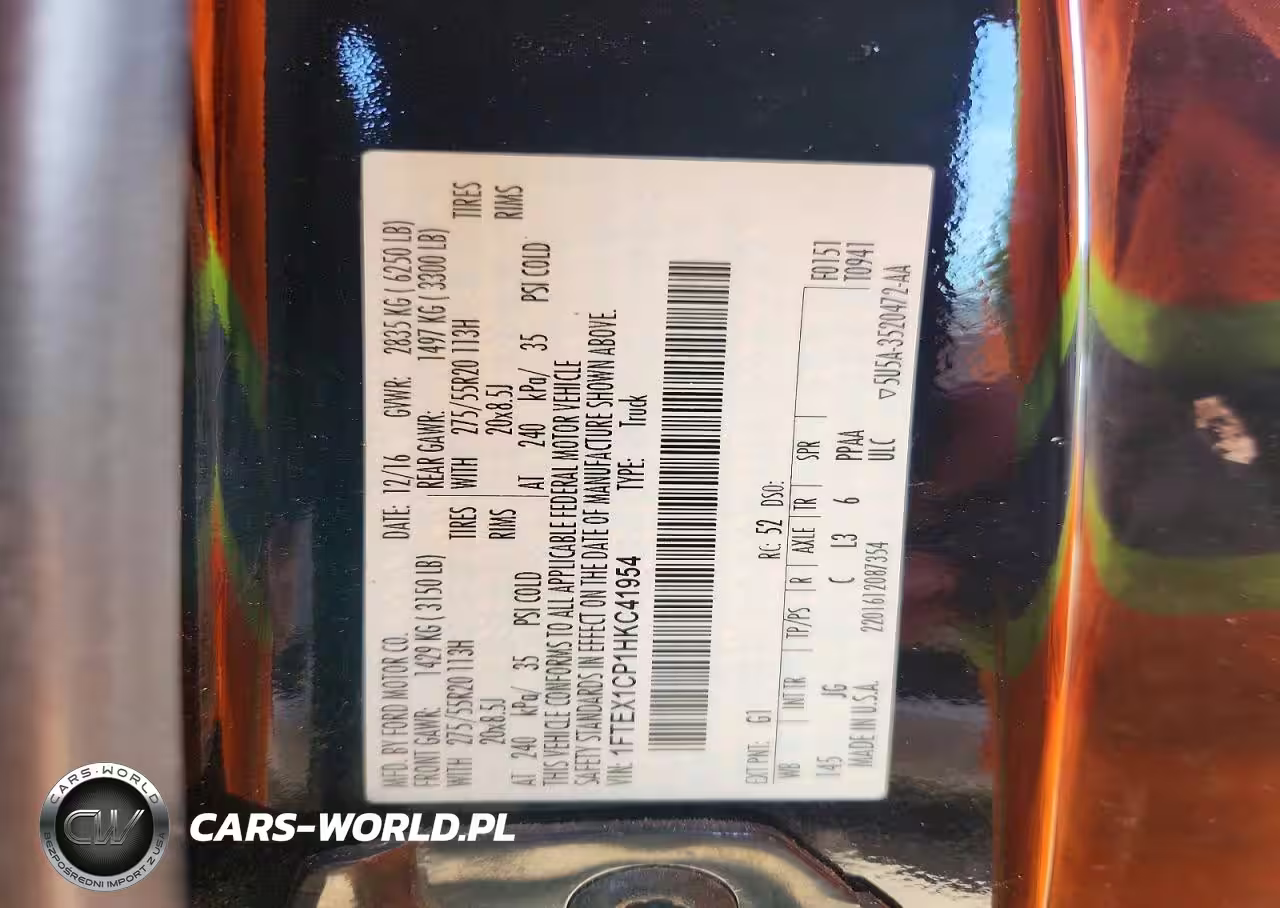 MFD. BY FORD MOTOR CO. DATE: 12/16 GVWR: 2835 KG ( 6250 LB)
FRONT GAWR: 1429 KG ( 3150 LB) REAR GAWR: 1497 KG ( 3300 LB)
WITH 275/55R20 113H TIRES WITH 275/55R20 113H TIRES
20x8.5J RIMS 20x8.5J RIMS
AT 240 kPa/ 35 PSI COLD AT 240 kPa/ 35 PSI COLD
THIS VEHICLE CONFORMS TO ALL APPLICABLE FEDERAL MOTOR VEHICLE
SAFETY STANDARDS IN EFFECT ON THE DATE OF MANUFACTURE SHOWN ABOVE.
VIN: 1FTEX1CP1HKC41954 TYPE: Truck
EXT PNT: G1 RC: 52 DSO: F0151
WB INT TR TP/PS R AXLE TR SPR T0941
145 JG C L3 6 PPAA
MADE IN U.S.A. 2201612087354 ULC ▽5U5A-3520472-AA
CARS-WORLD
CW
BEZPOŚREDNI IMPORT Z USA
CARS-WORLD.PL